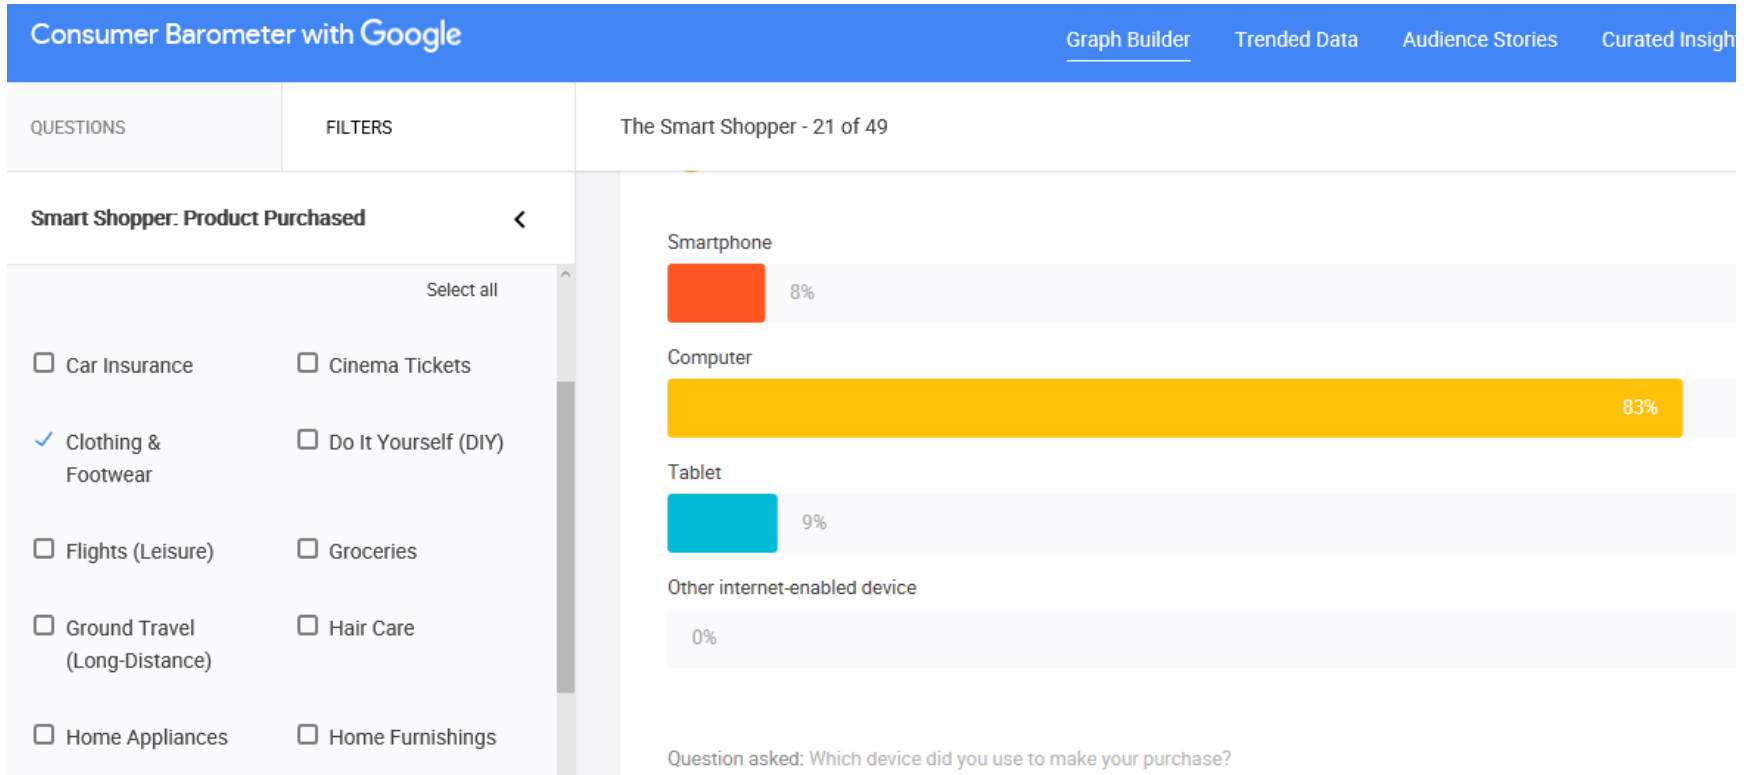 Consumer Barometer with Google
Graph Builder
Trended Data
Audience Stories
Curated
QUESTIONS
FILTERS
The Smart Shopper - 21 of 49
Smart Shopper: Product Purchased
Select all
Car Insurance
Cinema Tickets
Clothing &
Footwear
Do It Yourself (DIY)
Flights (Leisure)
Groceries
Ground Travel
(Long-Distance)
Hair Care
Home Appliances
Home Furnishings
Smartphone
8%
Computer
83%
Tablet
9%
Other internet-enabled device
0%
Question asked: Which device did you use to make your purchase?